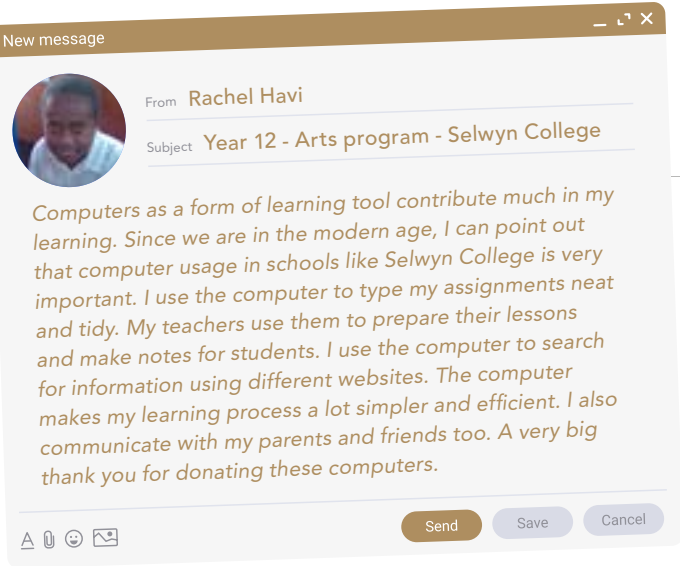 New message
From Rachel Havi
Subject Year 12 - Arts program - Selwyn College
Computers as a form of learning tool contribute much in my
learning. Since we are in the modern age, I can point out
that computer usage in schools like Selwyn College is very
important. I use the computer to type my assignments neat
and tidy. My teachers use them to prepare their lessons
and make notes for students. I use the computer to search
for information using different websites. The computer
makes my learning process a lot simpler and efficient. I also
communicate with my parents and friends too. A very big
thank you for donating these computers.
A
Send Save Cancel